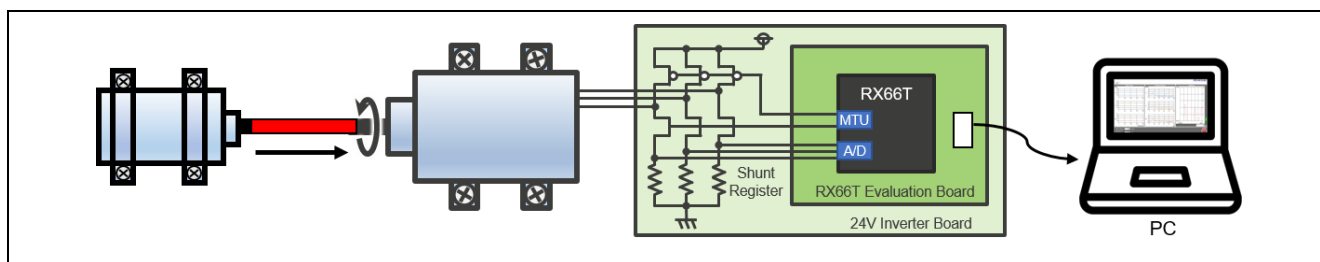 RX66T
MTU
A/D
Shunt
Register
RX66T Evaluation Board
24V Inverter Board
PC